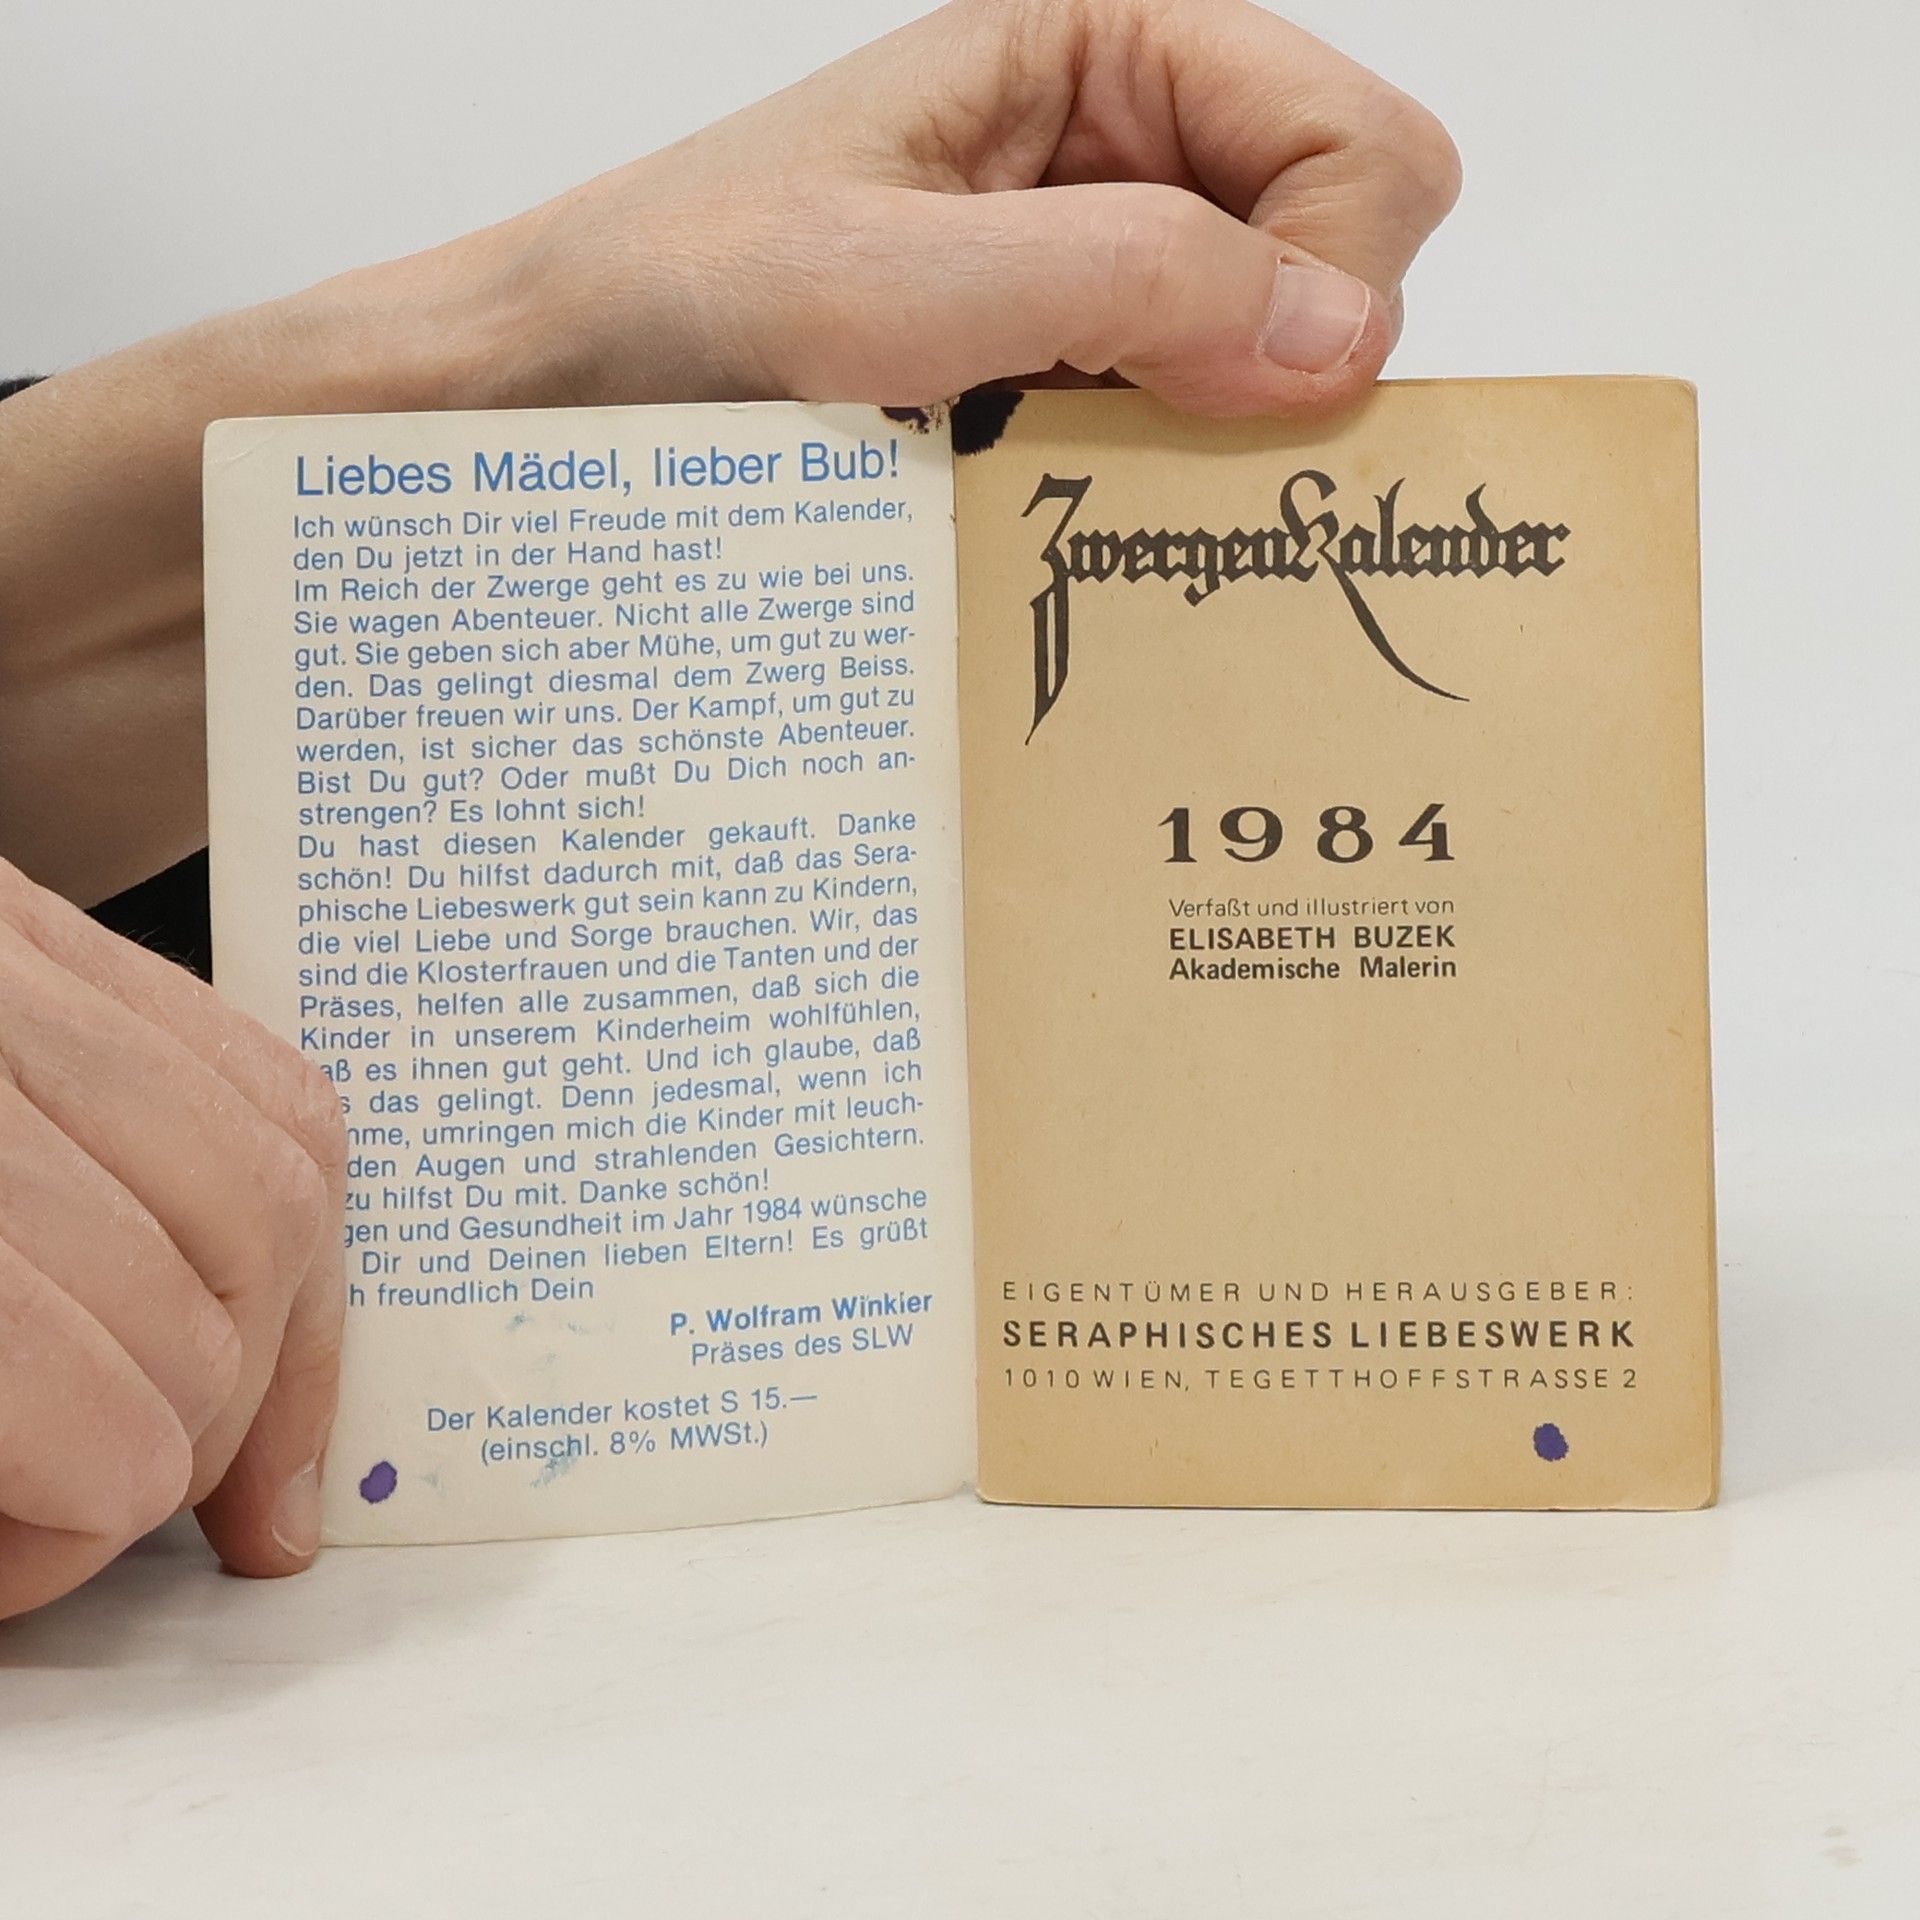 Liebes Mädel, lieber Bub!
Ich wünsch Dir viel Freude mit dem Kalender,
den Du jetzt in der Hand hast!
Im Reich der Zwerge geht es zu wie bei uns.
Sie wagen Abenteuer. Nicht alle Zwerge sind
gut. Sie geben sich aber Mühe, um gut zu wer-
den. Das gelingt diesmal dem Zwerg Beiss.
Darüber freuen wir uns. Der Kampf, um gut zu
werden, ist sicher das schönste Abenteuer.
Bist Du gut? Oder mußt Du Dich noch an-
strengen? Es lohnt sich!
Du hast diesen Kalender gekauft. Danke
schön! Du hilfst dadurch mit, daß das Sera-
phische Liebeswerk gut sein kann zu Kindern,
die viel Liebe und Sorge brauchen. Wir, das
sind die Klosterfrauen und die Tanten und der
Präses, helfen alle zusammen, daß sich die
Kinder in unserem Kinderheim wohlfühlen,
aß es ihnen gut geht. Und ich glaube, daß
s das gelingt. Denn jedesmal, wenn ich
mme, umringen mich die Kinder mit leuch-
den Augen und strahlenden Gesichtern.
zu hilfst Du mit. Danke schön!
gen und Gesundheit im Jahr 1984 wünsche
Dir und Deinen lieben Eltern! Es grüßt
h freundlich Dein
P. Wolfram Winkler
Präses des SLW
Der Kalender kostet S 15.—
(einschl. 8% MWSt.)
ZwergenKalender
1984
Verfaßt und illustriert von
ELISABETH BUZEK
Akademische Malerin
EIGENTÜMER UND HERAUSGEBER:
SERAPHISCHES LIEBESWERK
1010 WIEN, TEGETTHOFFSTRASSE 2